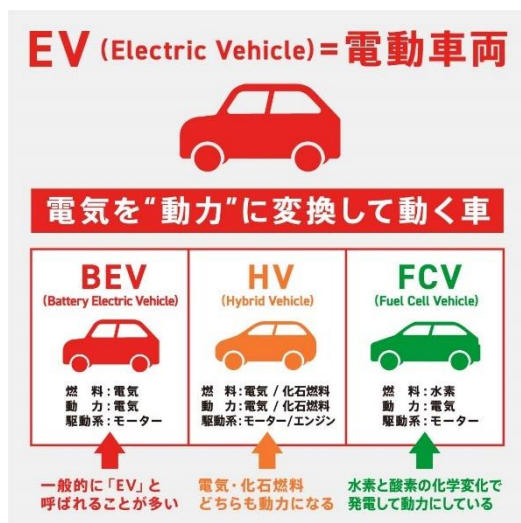 EV (Electric Vehicle)=電動車両
電気を“動力”に変換して動く車
BEV
(Battery Electric Vehicle)
燃 料:電気
動 力:電気
駆動系:モーター
一般的に「EV」と
呼ばれることが多い
HV
(Hybrid Vehicle)
燃 料:電気 / 化石燃料
動 力:電気 / 化石燃料
駆動系:モーター/エンジン
電気・化石燃料
どちらも動力になる
FCV
(Fuel Cell Vehicle)
燃 料:水素
動 力:電気
駆動系:モーター
水素と酸素の化学変化で
発電して動力にしている